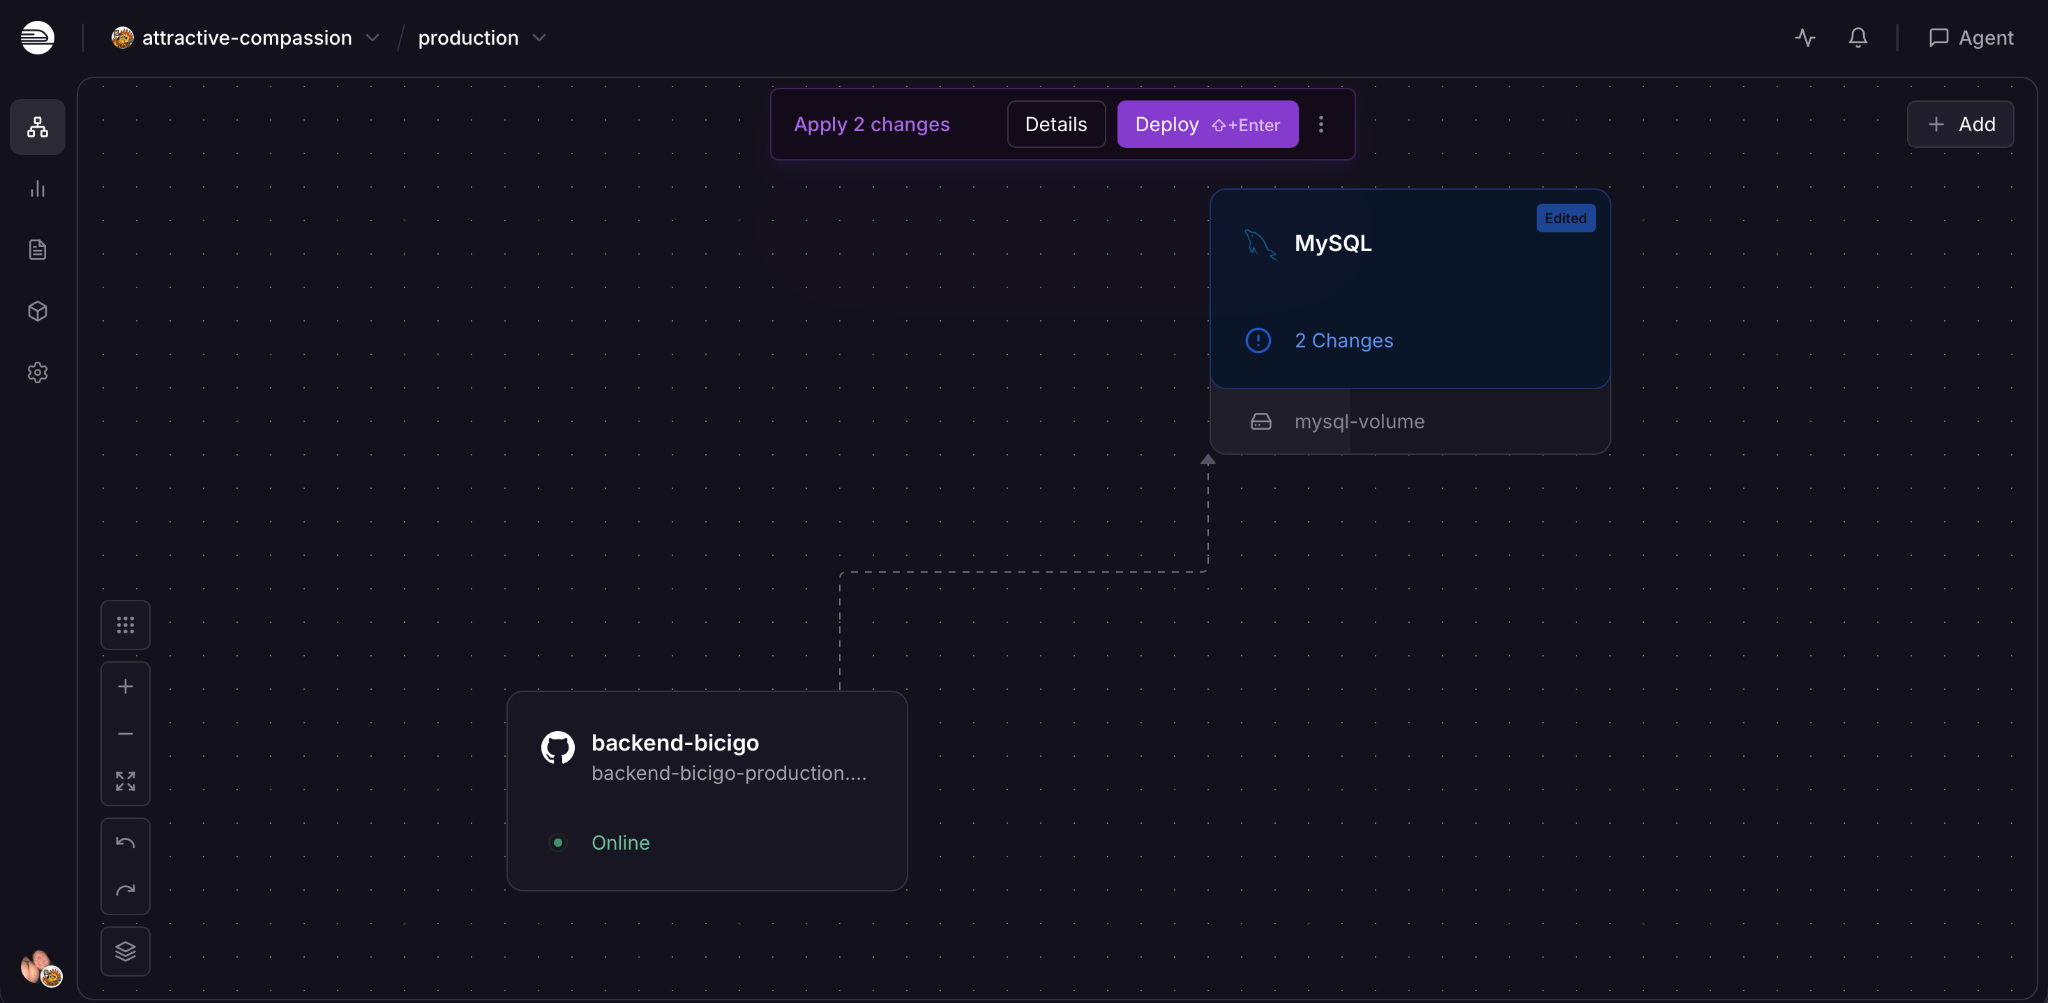 attractive-compassion
production
Agent
Apply 2 changes
Details
Deploy ⇧+Enter
Add
Edited
MySQL
2 Changes
mysql-volume
backend-bicigo
backend-bicigo-production....
Online